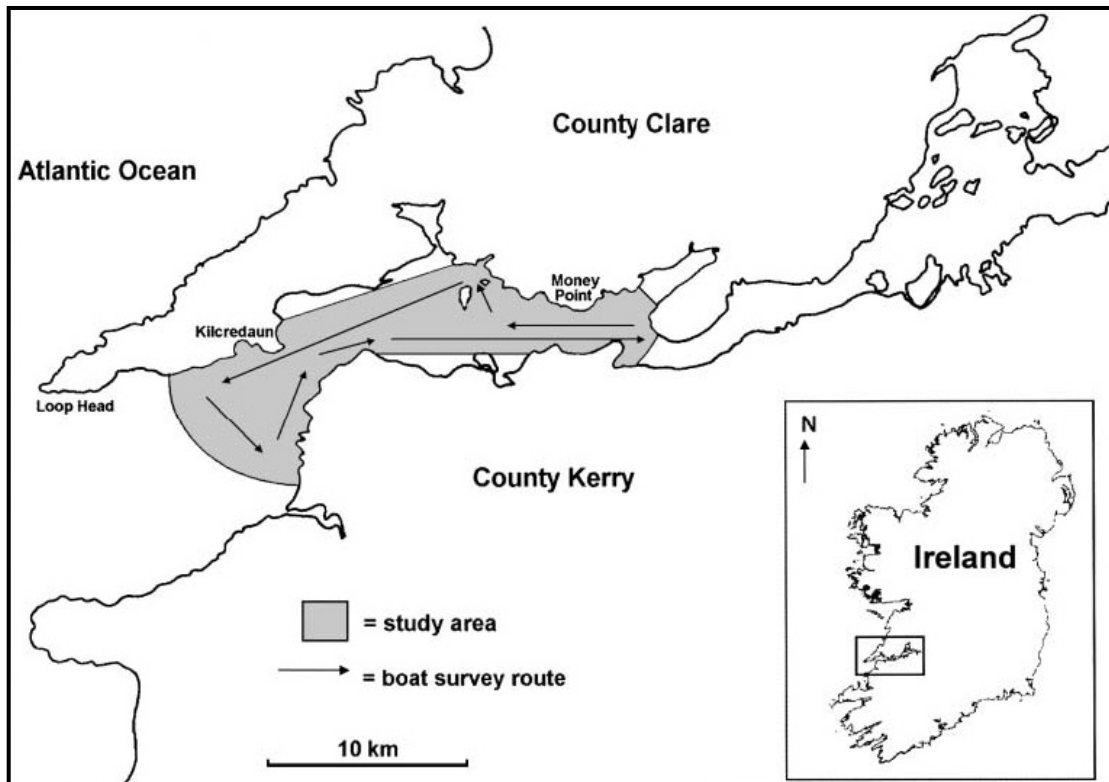 County Clare
Atlantic Ocean
Money
Point
Kilcredaun
Loop Head
County Kerry
N
Ireland
= study area
= boat survey route
10 km